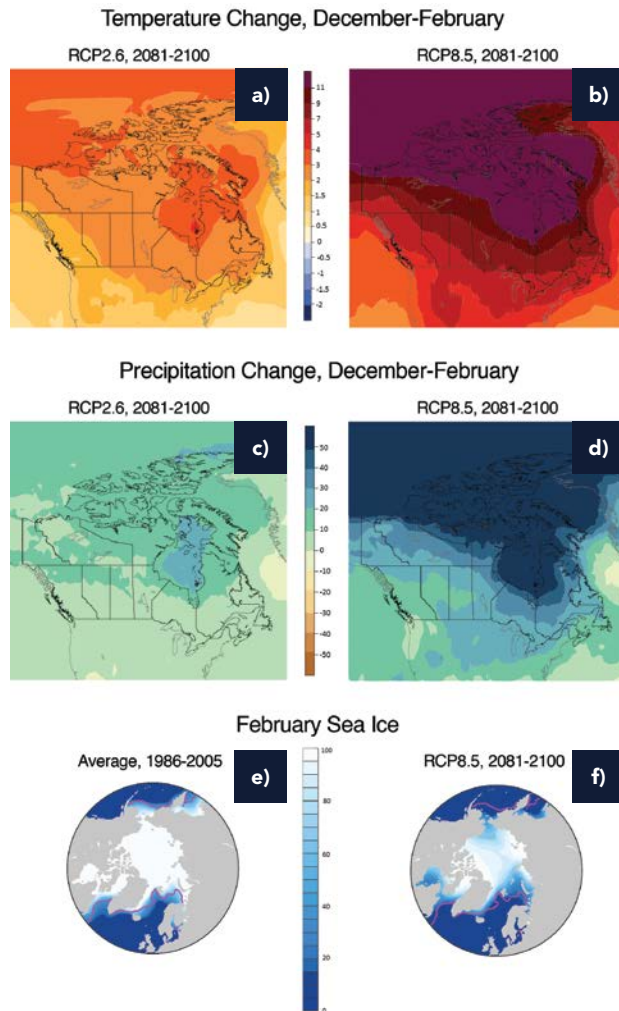 Temperature Change, December-February
RCP2.6, 2081-2100
RCP8.5, 2081-2100
a)
b)
11
9
7
5
4
3
2
1.5
1
0.5
0
-0.5
-1
-1.5
-2
Precipitation Change, December-February
RCP2.6, 2081-2100
RCP8.5, 2081-2100
c)
d)
50
40
30
20
10
0
-10
-20
-30
-40
-50
February Sea Ice
Average, 1986-2005
RCP8.5, 2081-2100
e)
f)
100
80
60
40
20
0